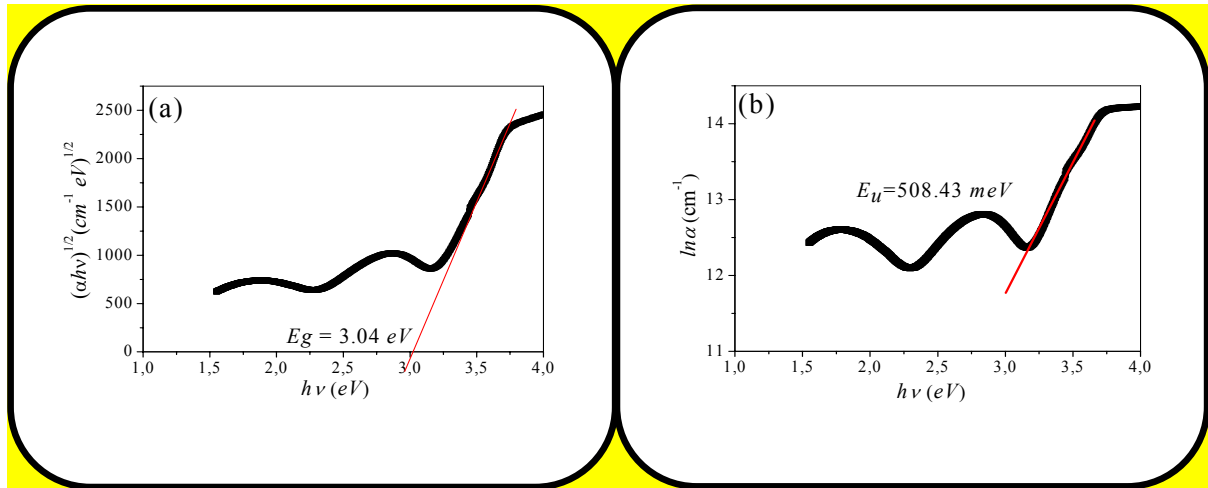 (a)
(αhν)^1/2 (cm^-1 eV)^1/2
2500
2000
1500
1000
500
0
Eg = 3.04 eV
1,0 1,5 2,0 2,5 3,0 3,5 4,0
hν (eV)
(b)
lnα (cm^-1)
14
13
12
11
E_u=508.43 meV
1,0 1,5 2,0 2,5 3,0 3,5 4,0
hν (eV)